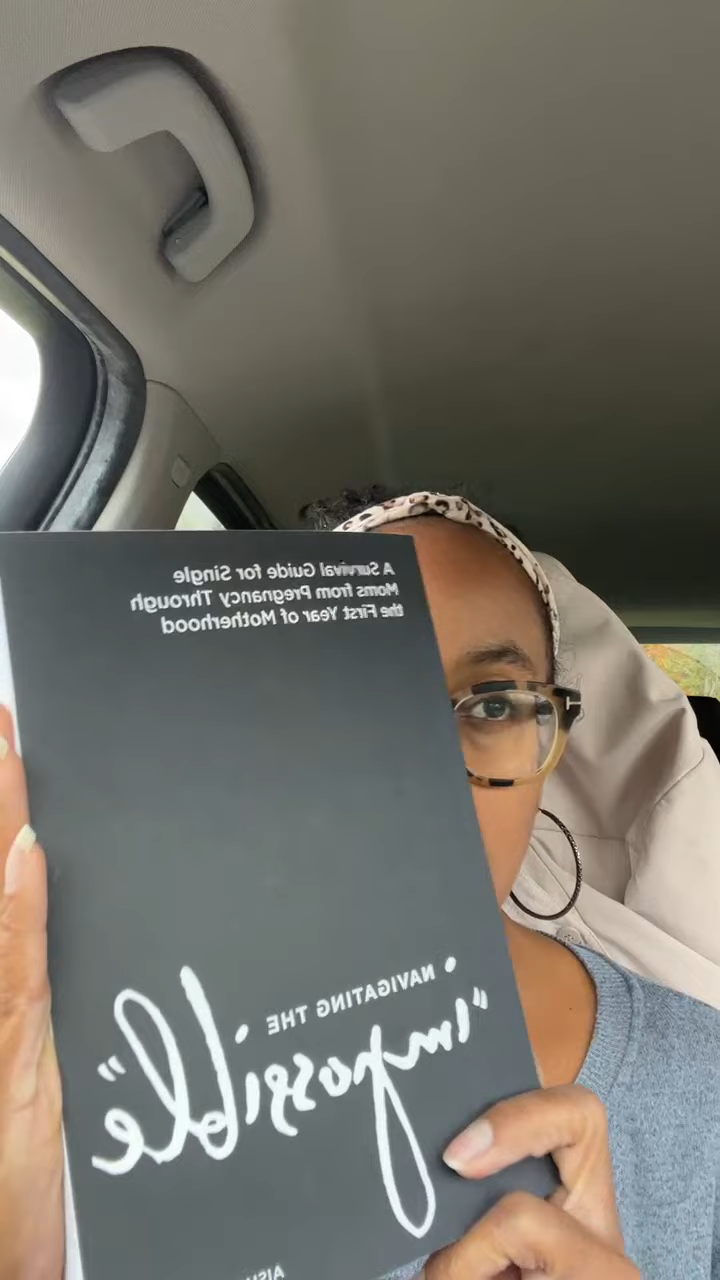 A Survival Guide for Single
Moms from Pregnancy Through
the First Year of Motherhood
NAVIGATING THE
"impossible"